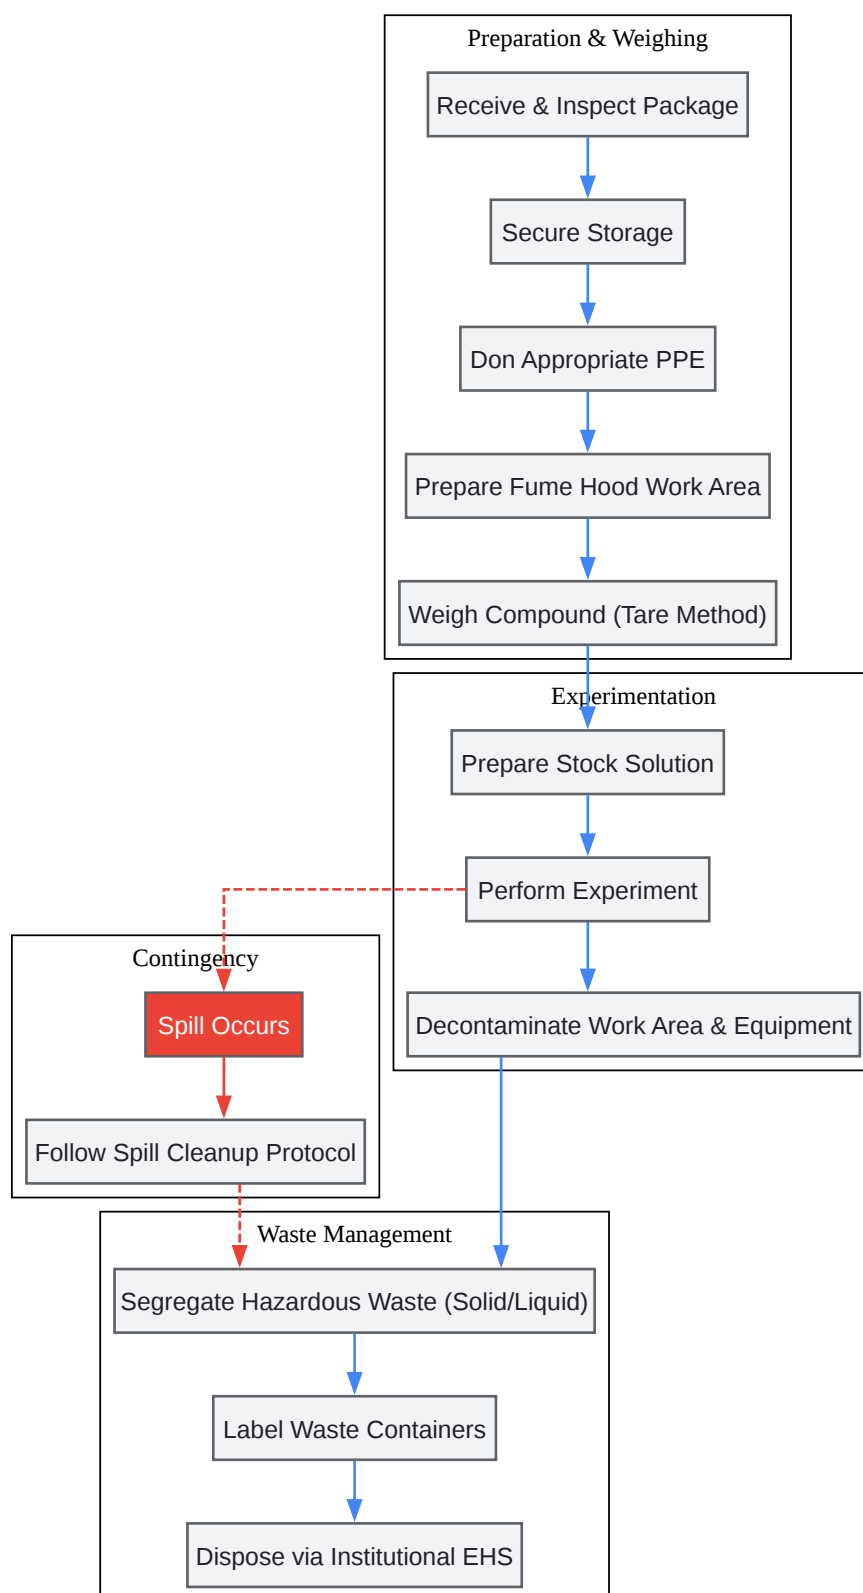 Preparation & Weighing
Receive & Inspect Package
Secure Storage
Don Appropriate PPE
Prepare Fume Hood Work Area
Weigh Compound (Tare Method)
Experimentation
Prepare Stock Solution
Perform Experiment
Decontaminate Work Area & Equipment
Contingency
Spill Occurs
Follow Spill Cleanup Protocol
Waste Management
Segregate Hazardous Waste (Solid/Liquid)
Label Waste Containers
Dispose via Institutional EHS